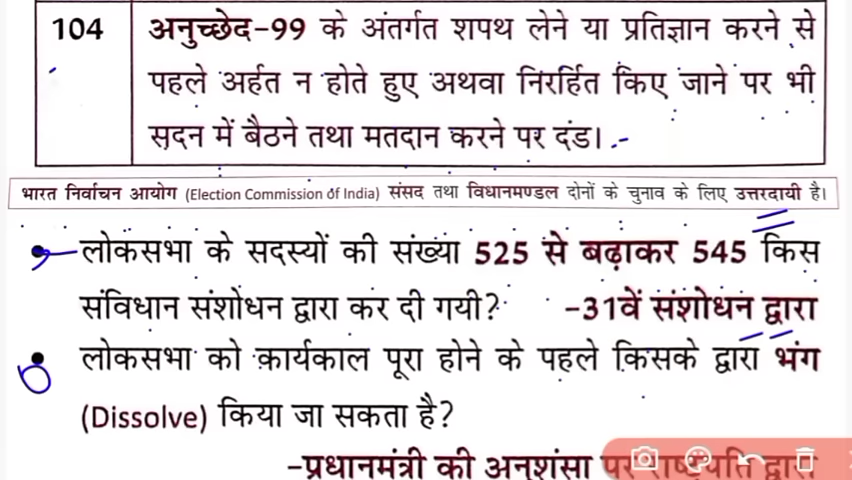 104 अनुच्छेद-99 के अंतर्गत शपथ लेने या प्रतिज्ञान करने से
पहले अर्हत न होते हुए अथवा निरर्हित किए जाने पर भी
सदन में बैठने तथा मतदान करने पर दंड।
भारत निर्वाचन आयोग (Election Commission of India) संसद तथा विधानमण्डल दोनों के चुनाव के लिए उत्तरदायी है।
लोकसभा के सदस्यों की संख्या 525 से बढ़ाकर 545 किस
संविधान संशोधन द्वारा कर दी गयी? -31वें संशोधन द्वारा
लोकसभा को कार्यकाल पूरा होने के पहले किसके द्वारा भंग
(Dissolve) किया जा सकता है?
-प्रधानमंत्री की अनुशंसा पर राष्ट्रपति द्वारा